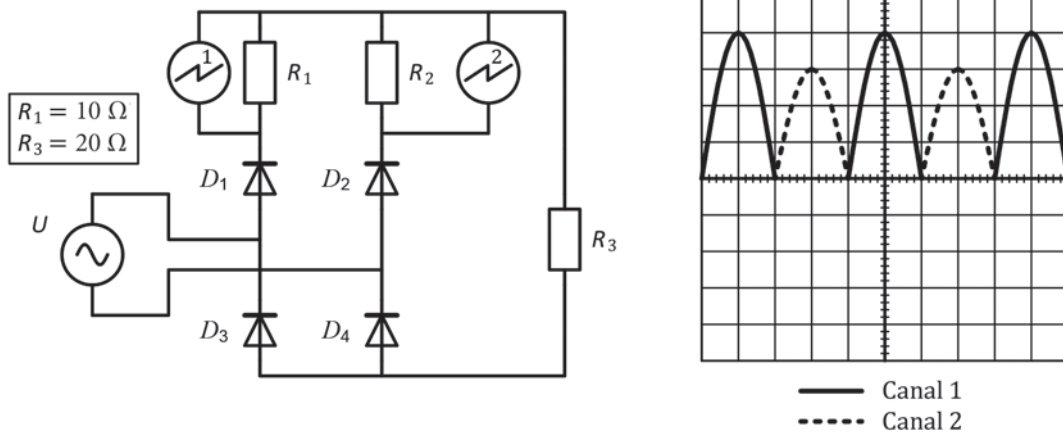 1
R₁
R₂
2
R₁ = 10 Ω
R₃ = 20 Ω
D₁
D₂
U
R₃
D₃
D₄
Canal 1
Canal 2